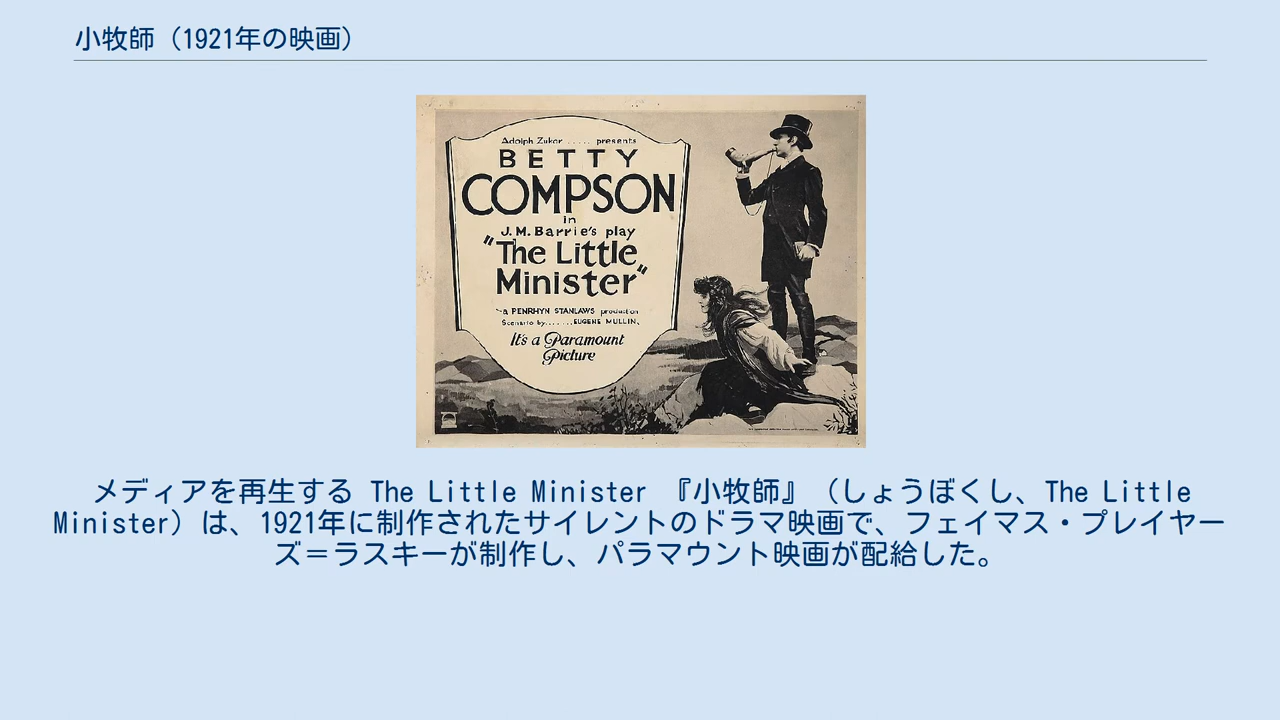 小牧師（1921年の映画）
Adolph Zukor ..... presents
BETTY
COMPSON
in
J.M. Barrie's play
"The Little
Minister"
a PENRHYN STANLAWS production
Scenario by.......EUGENE MULLIN.
It's a Paramount
Picture
メディアを再生する The Little Minister 『小牧師』（しょうぼくし、The Little
Minister）は、1921年に制作されたサイレントのドラマ映画で、フェイマス・プレイヤー
ズ＝ラスキーが制作し、パラマウント映画が配給した。